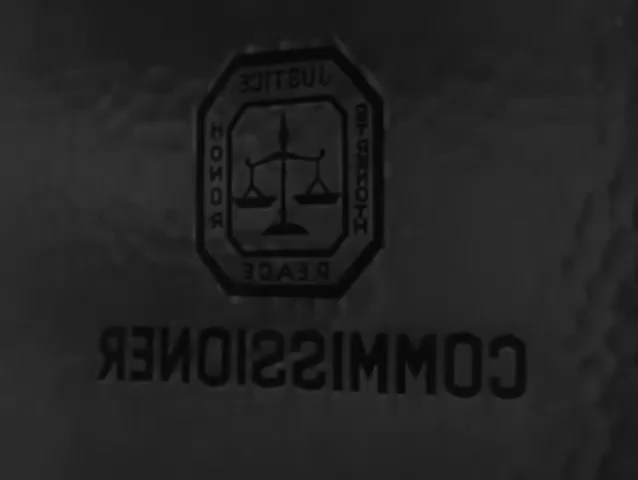 JUSTICE
HONOR
STRENGTH
PEACE
COMMISSIONER